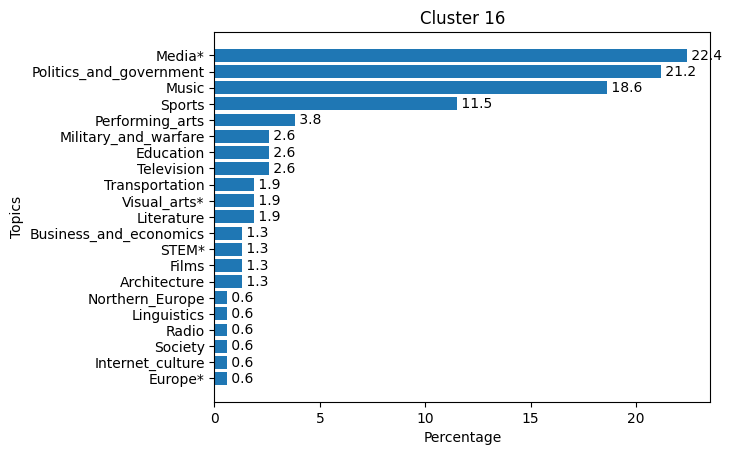 Cluster 16
Media* 22.4
Politics_and_government 21.2
Music 18.6
Sports 11.5
Performing_arts 3.8
Military_and_warfare 2.6
Education 2.6
Television 2.6
Transportation 1.9
Visual_arts* 1.9
Literature 1.9
Business_and_economics 1.3
STEM* 1.3
Films 1.3
Architecture 1.3
Northern_Europe 0.6
Linguistics 0.6
Radio 0.6
Society 0.6
Internet_culture 0.6
Europe* 0.6
0 5 10 15 20
Percentage
Topics